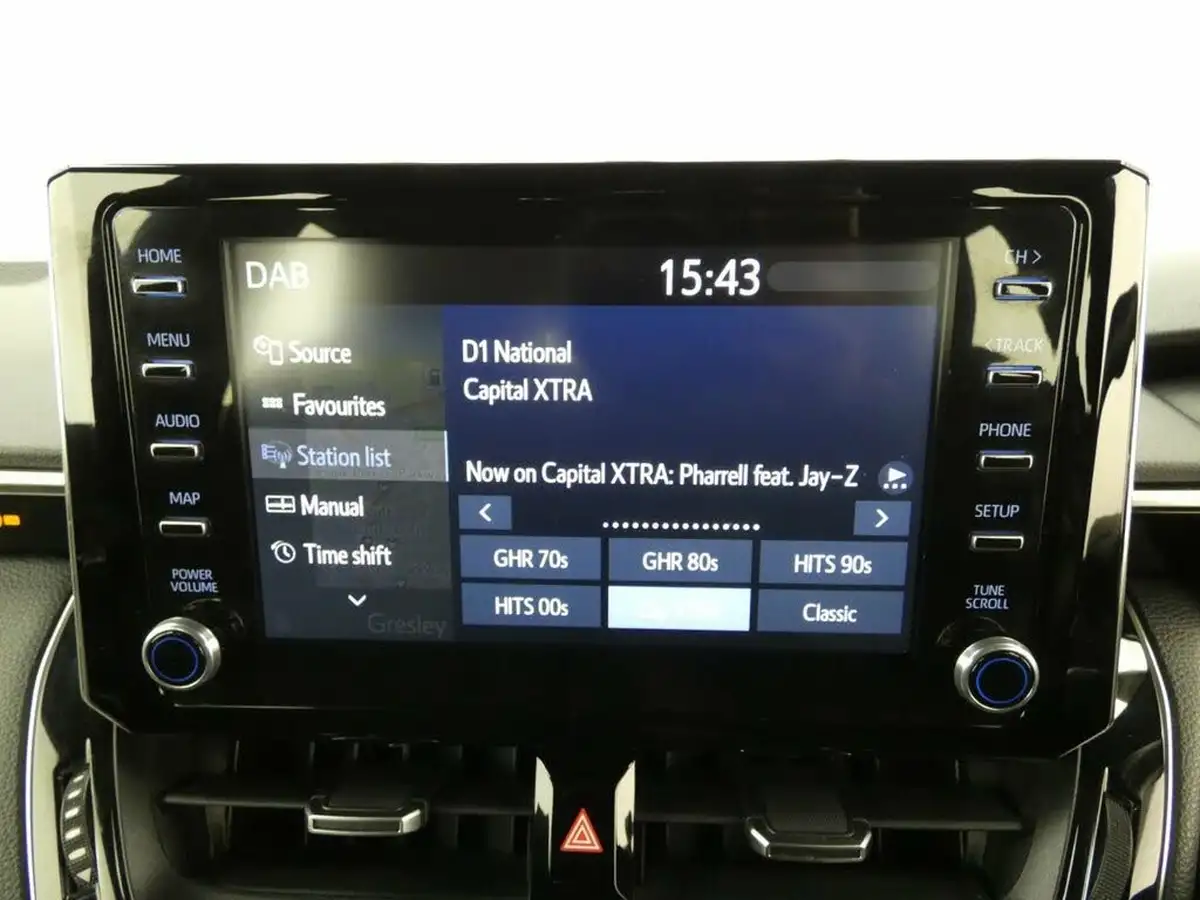 HOME
MENU
AUDIO
MAP
POWER
VOLUME
DAB
15:43
Source
Favourites
Station list
Manual
Time shift
Gresley
D1 National
Capital XTRA
Now on Capital XTRA: Pharrell feat. Jay-Z
GHR 70s
GHR 80s
HITS 90s
HITS 00s
Classic
CH >
< TRACK
PHONE
SETUP
TUNE
SCROLL